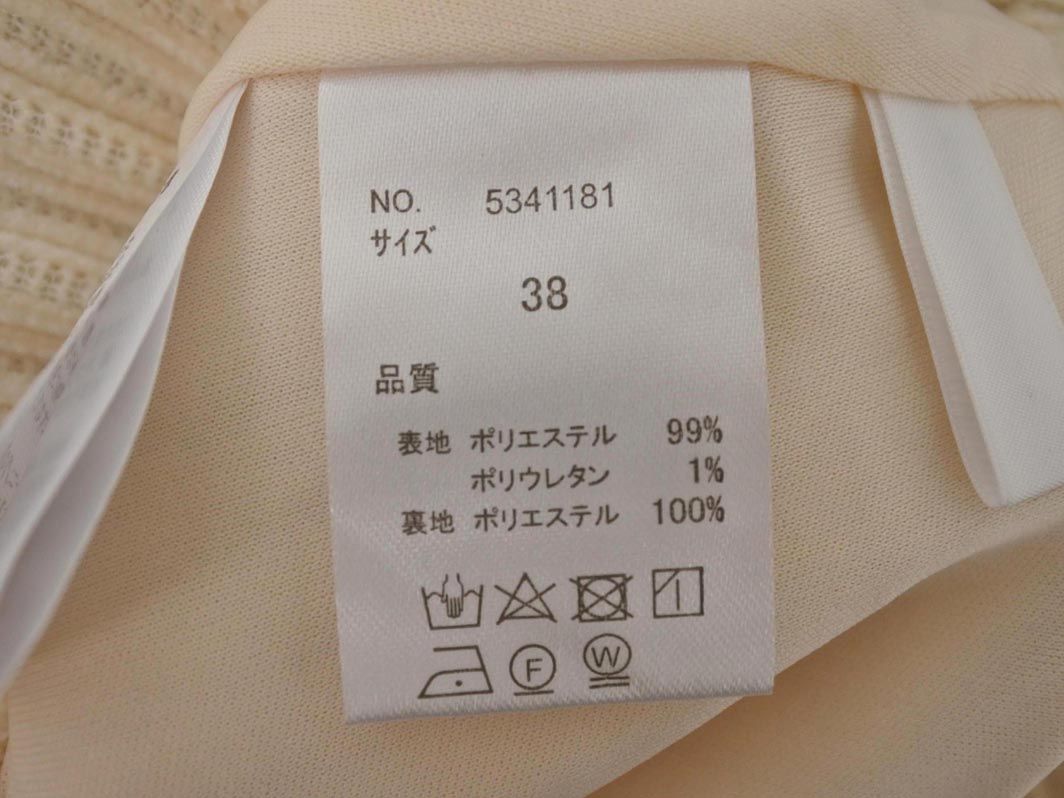 NO. 5341181
サイズ
38
品質
表地 ポリエステル 99%
ポリウレタン 1%
裏地 ポリエステル 100%
F W